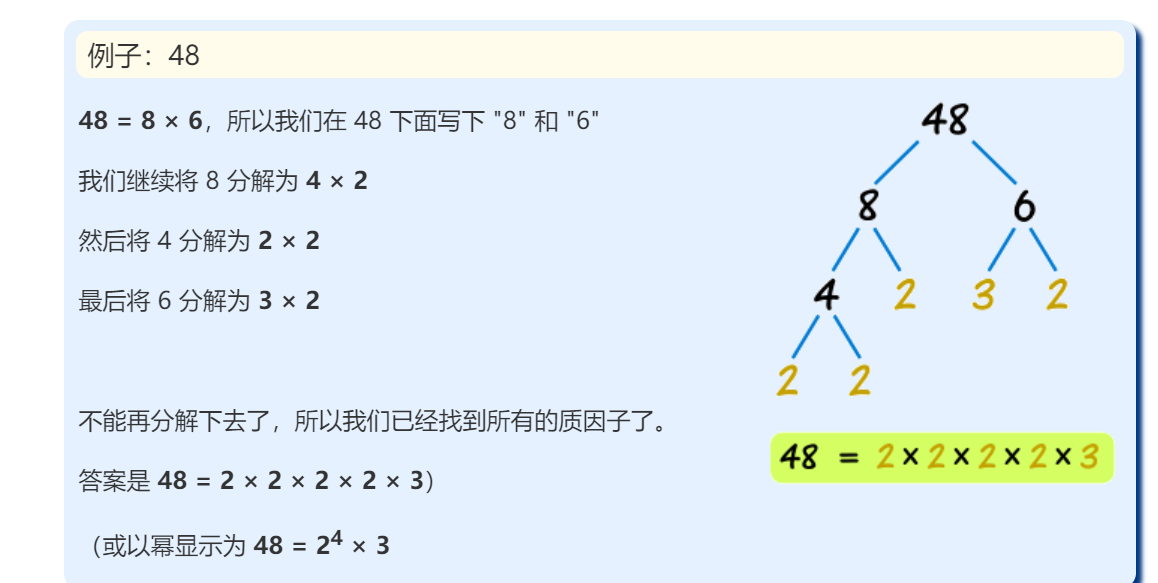 例子：48
48 = 8 × 6，所以我们在 48 下面写下 "8" 和 "6"
我们继续将 8 分解为 4 × 2
然后将 4 分解为 2 × 2
最后将 6 分解为 3 × 2
不能再分解下去了，所以我们已经找到所有的质因子了。
答案是 48 = 2 × 2 × 2 × 2 × 3）
（或以幂显示为 48 = 2⁴ × 3
48
8 6
4 2 3 2
2 2
48 = 2 × 2 × 2 × 2 × 3